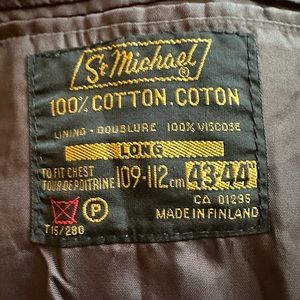 St Michael ®
100% COTTON.COTON
LINING - DOUBLURE 100% VISCOSE
LONG
TO FIT CHEST
TOUR DE POITRINE 109-112 cm 43-44
CA 01295
P MADE IN FINLAND
T15/280